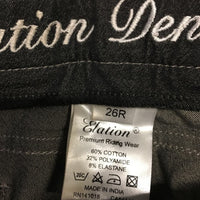 ation Den
26R
Elation
Premium Riding Wear
60% COTTON
32% POLYAMIDE
8% ELASTANE
MADE IN INDIA